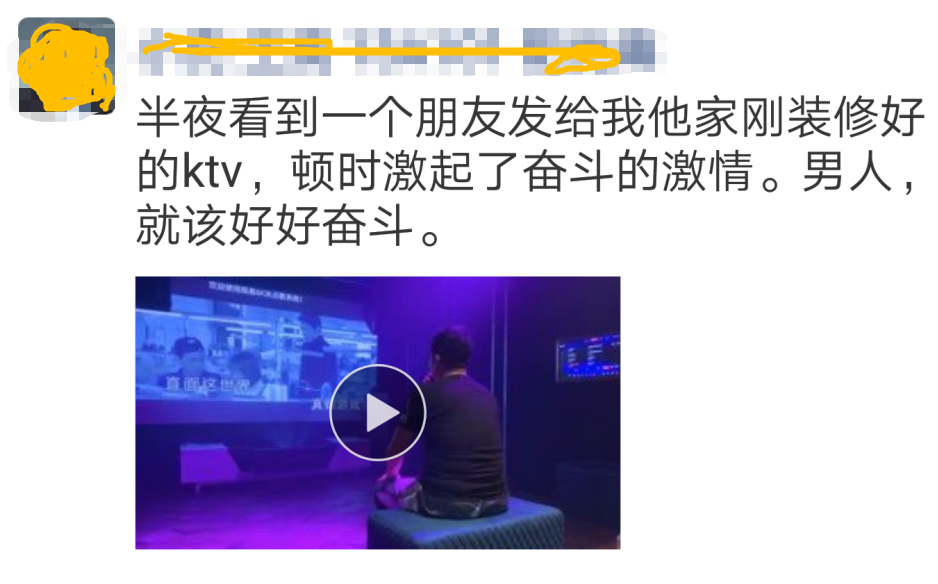 半夜看到一个朋友发给我他家刚装修好
的ktv，顿时激起了奋斗的激情。男人，
就该好好奋斗。
直面这世界